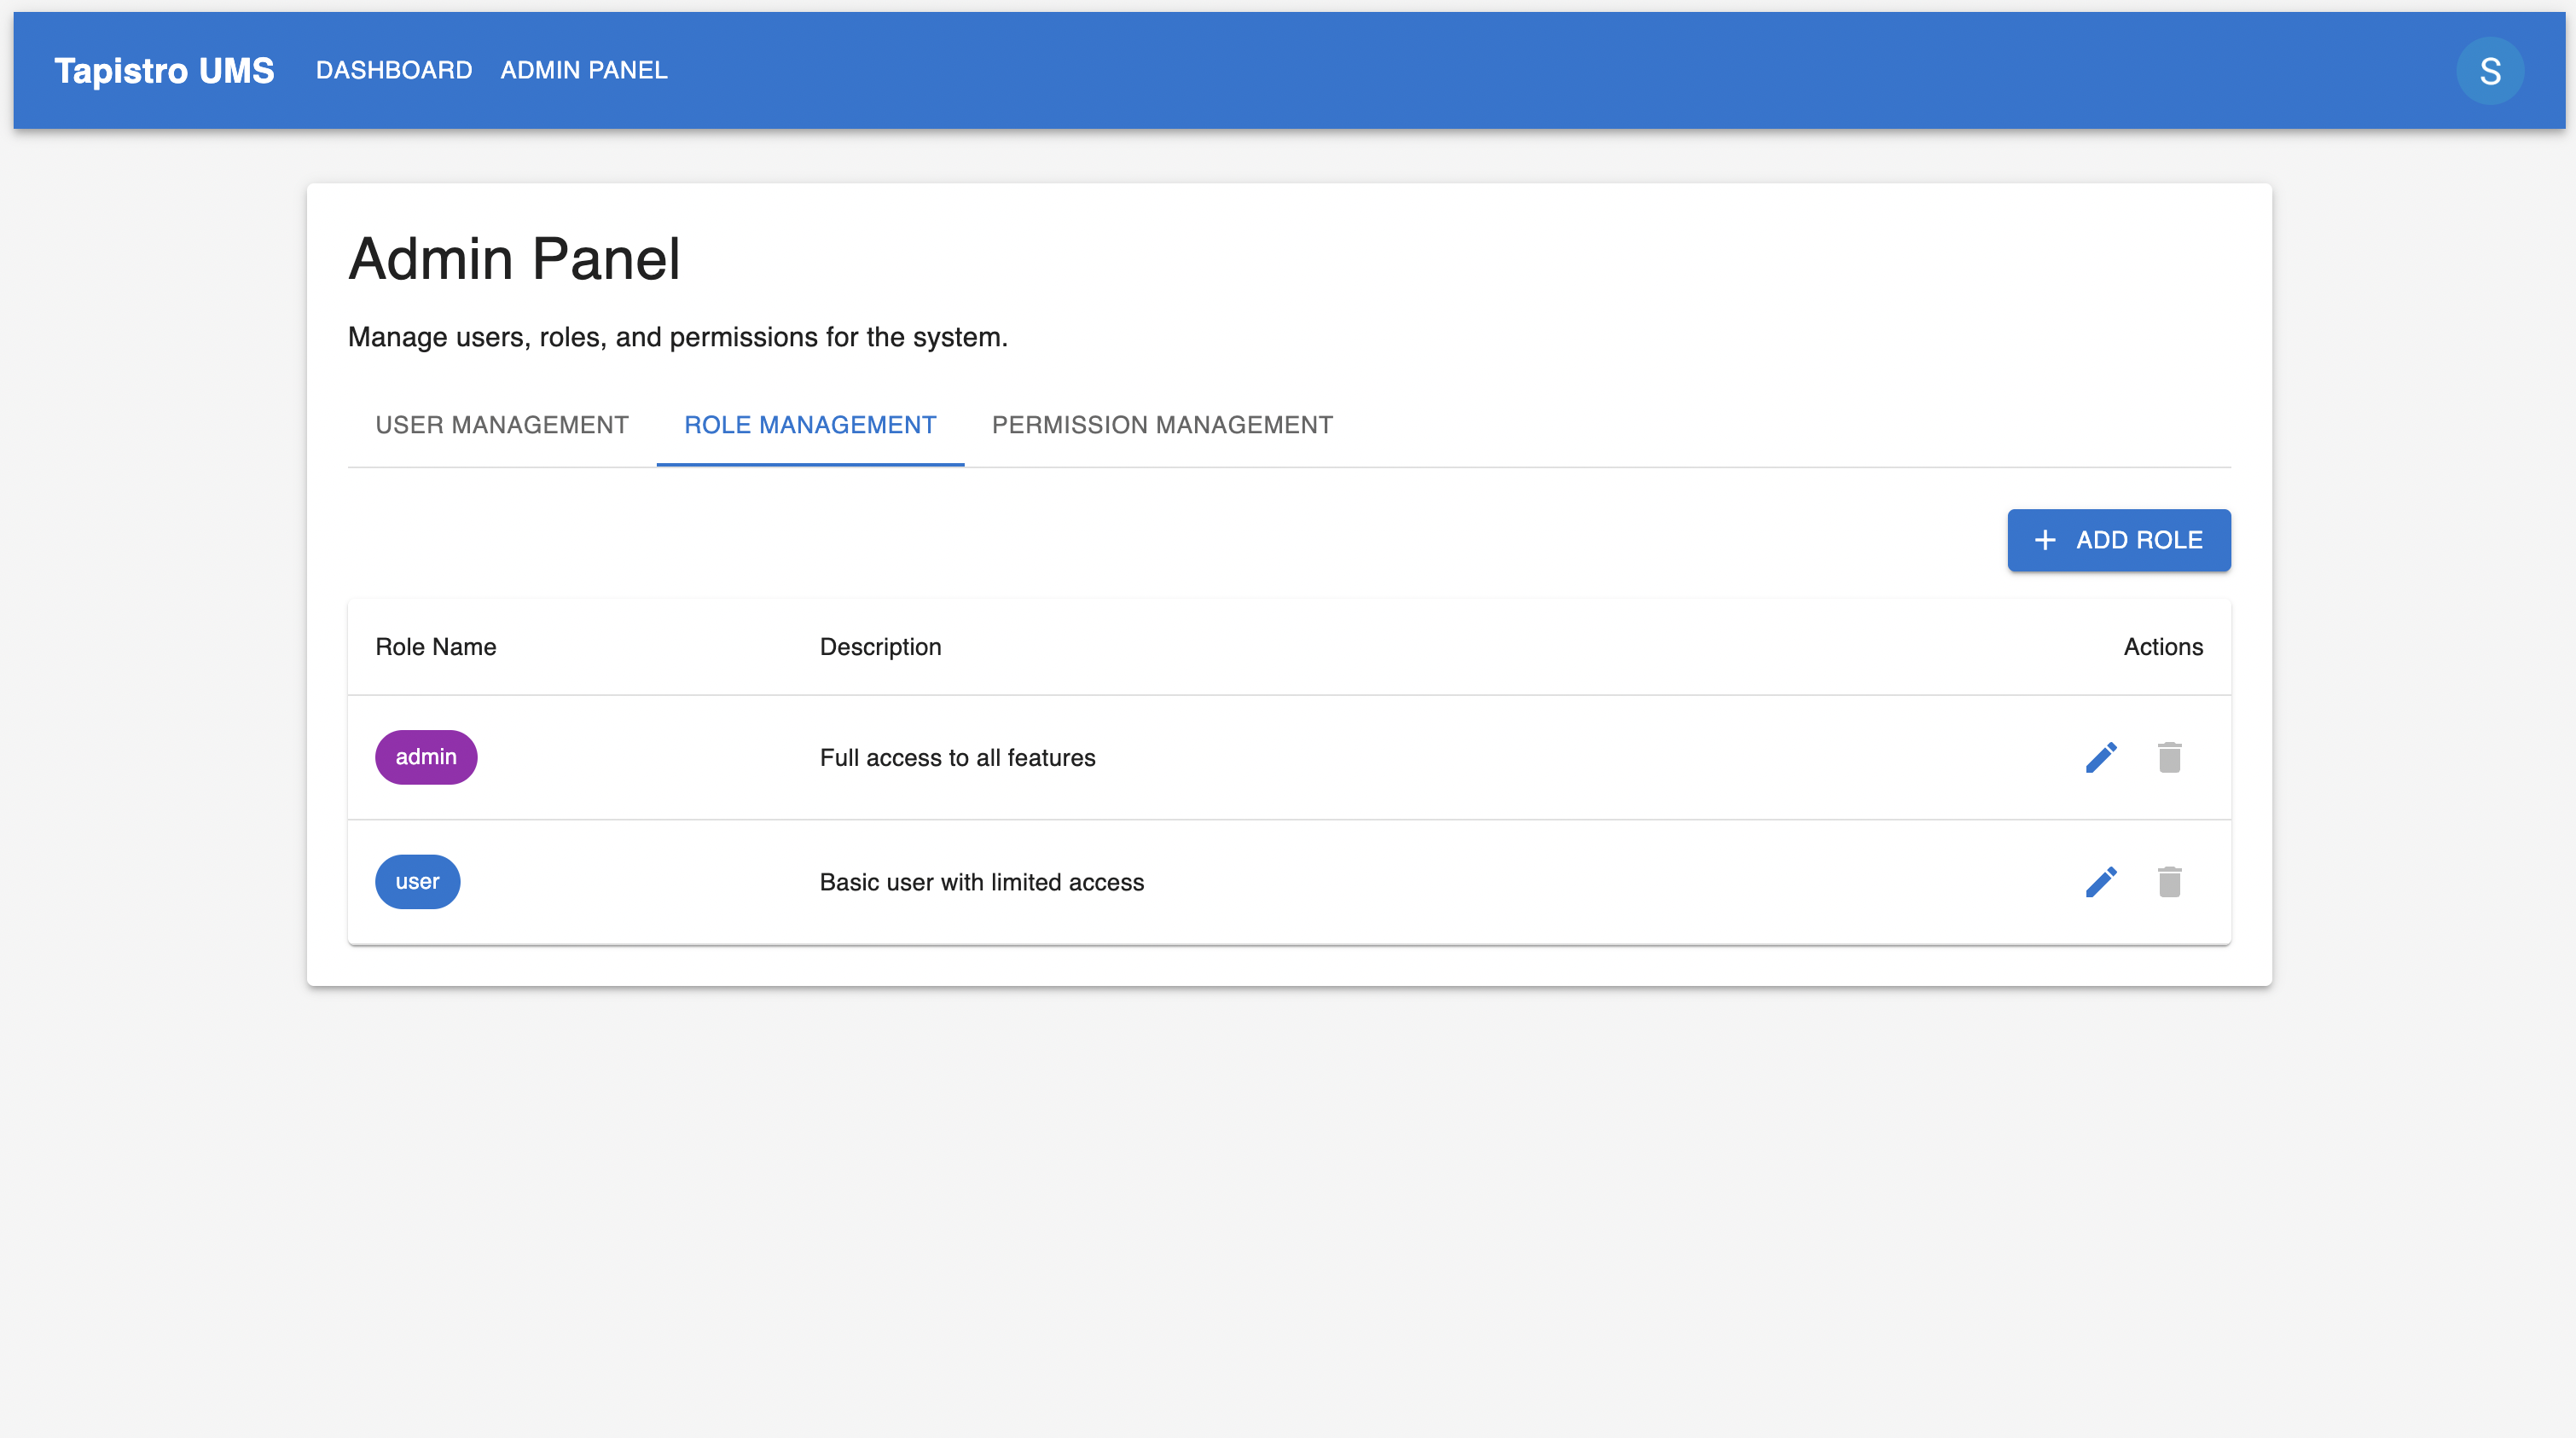 Tapistro UMS DASHBOARD ADMIN PANEL S
Admin Panel
Manage users, roles, and permissions for the system.
USER MANAGEMENT ROLE MANAGEMENT PERMISSION MANAGEMENT
+ ADD ROLE
Role Name Description Actions
admin Full access to all features
user Basic user with limited access